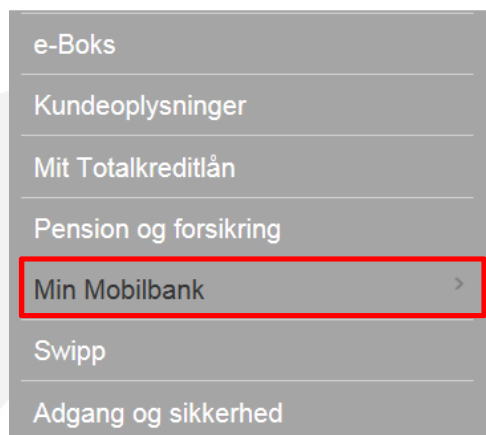 e-Boks
Kundeoplysninger
Mit Totalkreditlån
Pension og forsikring
Min Mobilbank
Swipp
Adgang og sikkerhed